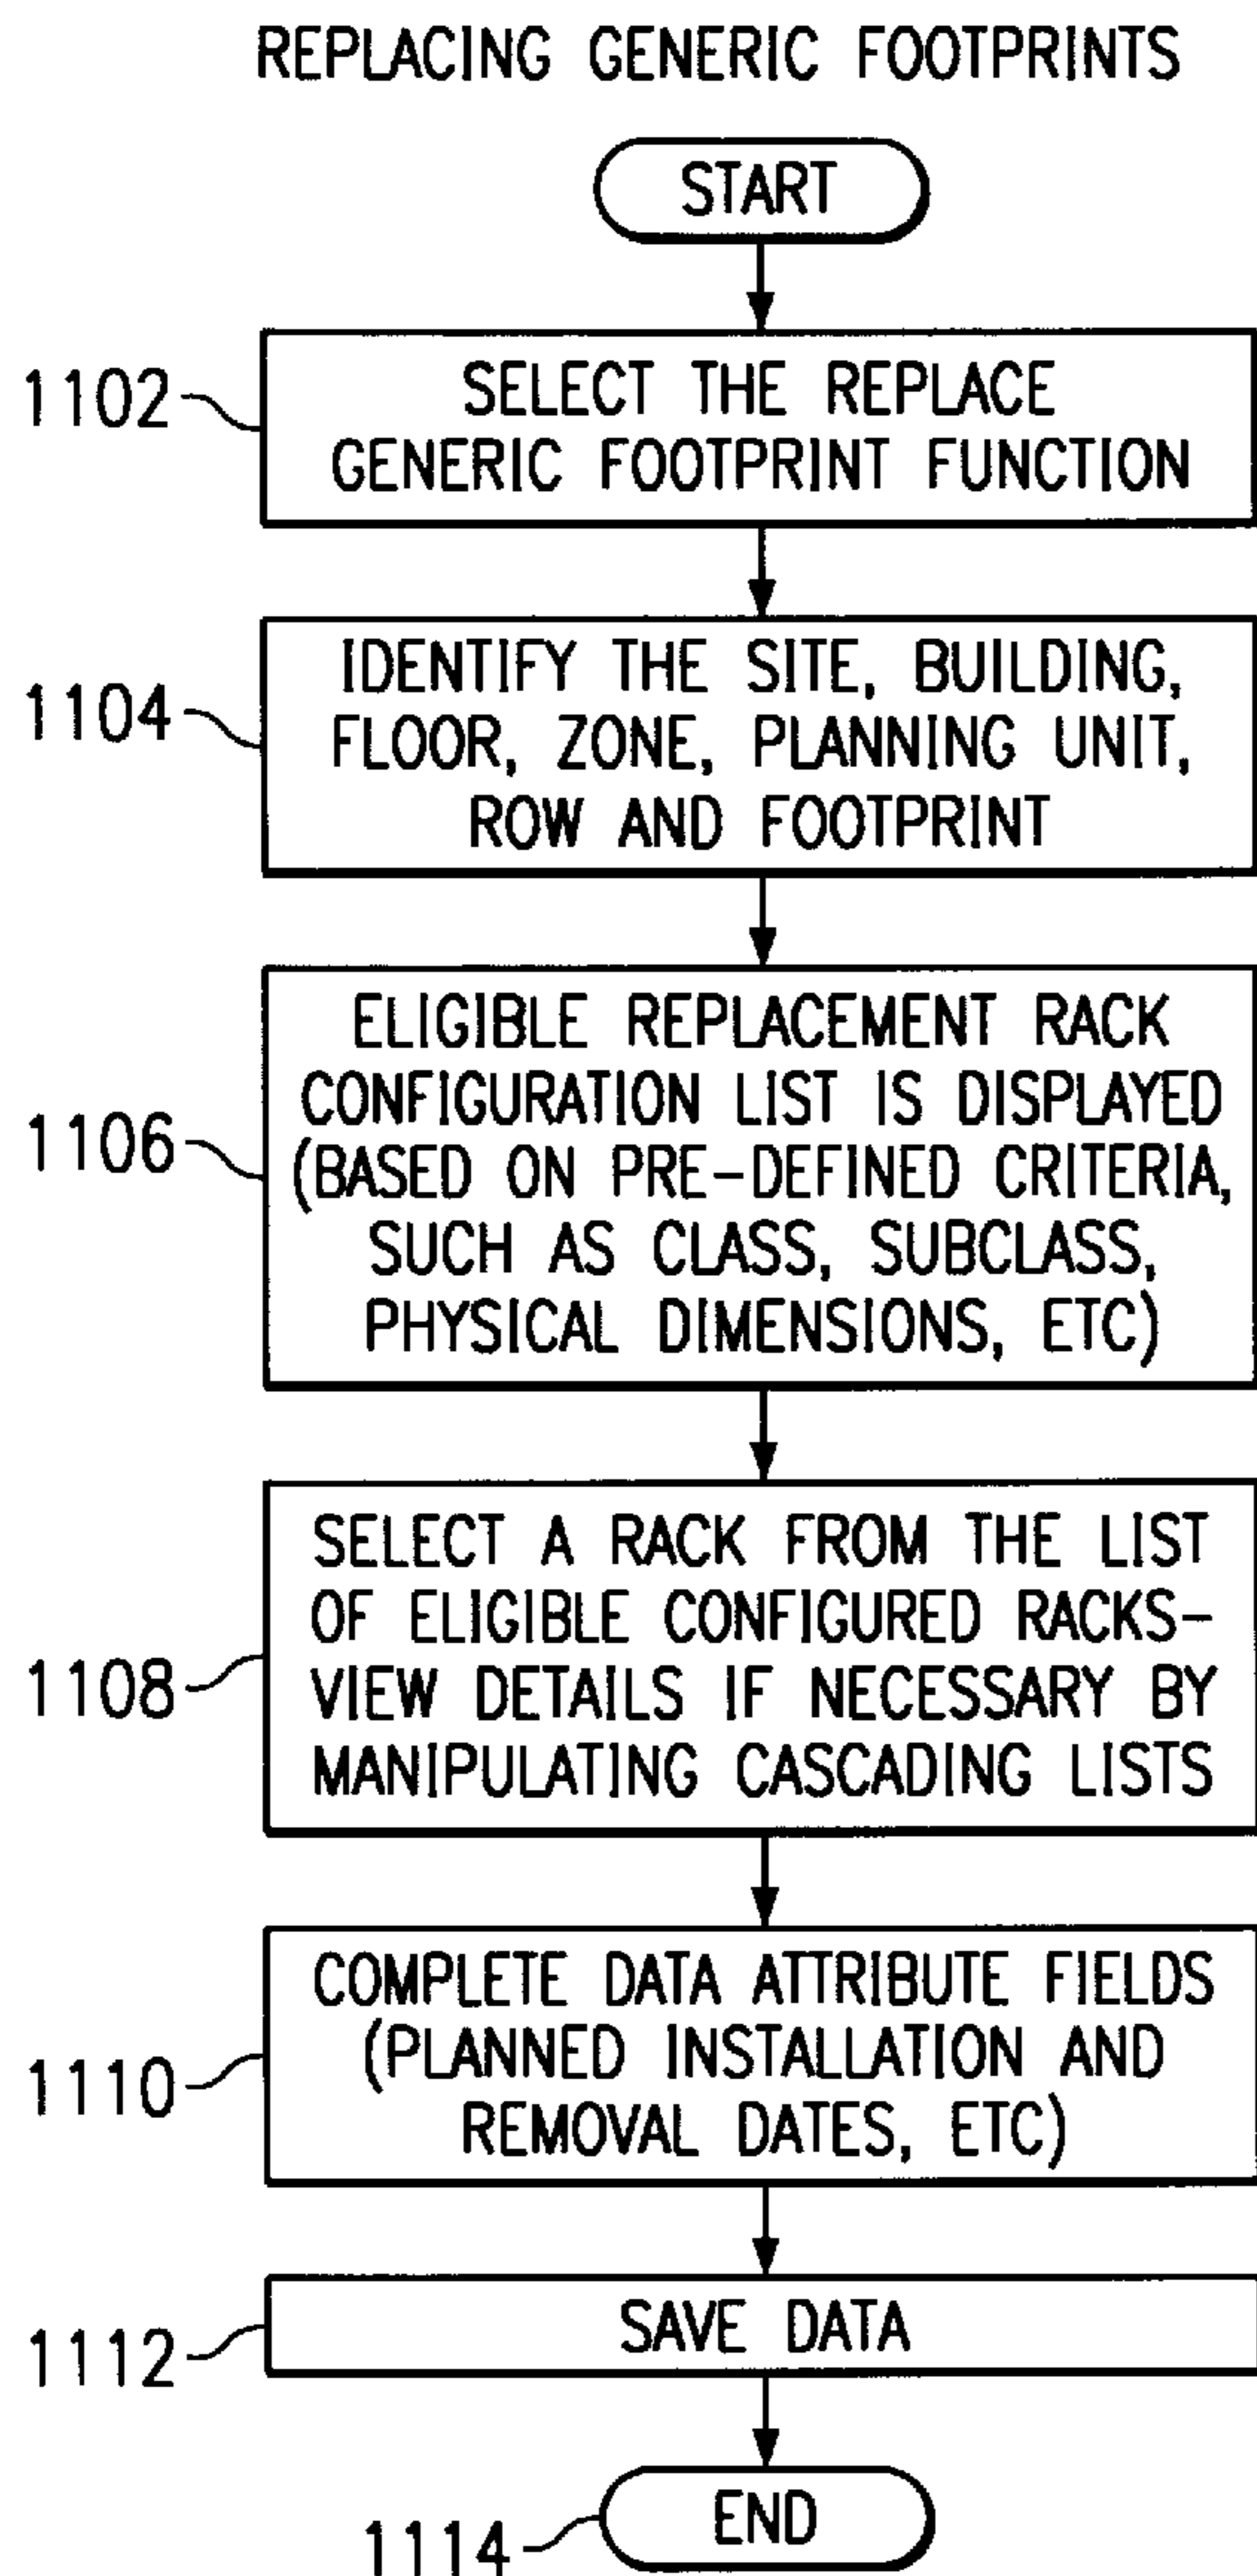 REPLACING GENERIC FOOTPRINTS
START
1102
SELECT THE REPLACE
GENERIC FOOTPRINT FUNCTION
1104
IDENTIFY THE SITE, BUILDING,
FLOOR, ZONE, PLANNING UNIT,
ROW AND FOOTPRINT
1106
ELIGIBLE REPLACEMENT RACK
CONFIGURATION LIST IS DISPLAYED
(BASED ON PRE-DEFINED CRITERIA,
SUCH AS CLASS, SUBCLASS,
PHYSICAL DIMENSIONS, ETC)
1108
SELECT A RACK FROM THE LIST
OF ELIGIBLE CONFIGURED RACKS-
VIEW DETAILS IF NECESSARY BY
MANIPULATING CASCADING LISTS
1110
COMPLETE DATA ATTRIBUTE FIELDS
(PLANNED INSTALLATION AND
REMOVAL DATES, ETC)
1112
SAVE DATA
1114
END